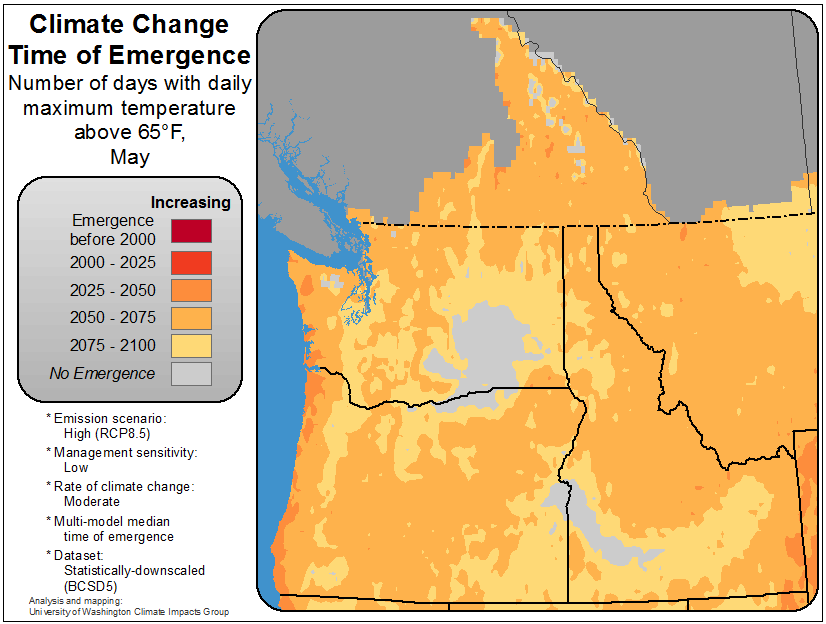 Climate Change
Time of Emergence
Number of days with daily
maximum temperature
above 65°F,
May
Increasing
Emergence
before 2000
2000 - 2025
2025 - 2050
2050 - 2075
2075 - 2100
No Emergence
* Emission scenario:
High (RCP8.5)
* Management sensitivity:
Low
* Rate of climate change:
Moderate
* Multi-model median
time of emergence
* Dataset:
Statistically-downscaled
(BCSD5)
Analysis and mapping:
University of Washington Climate Impacts Group